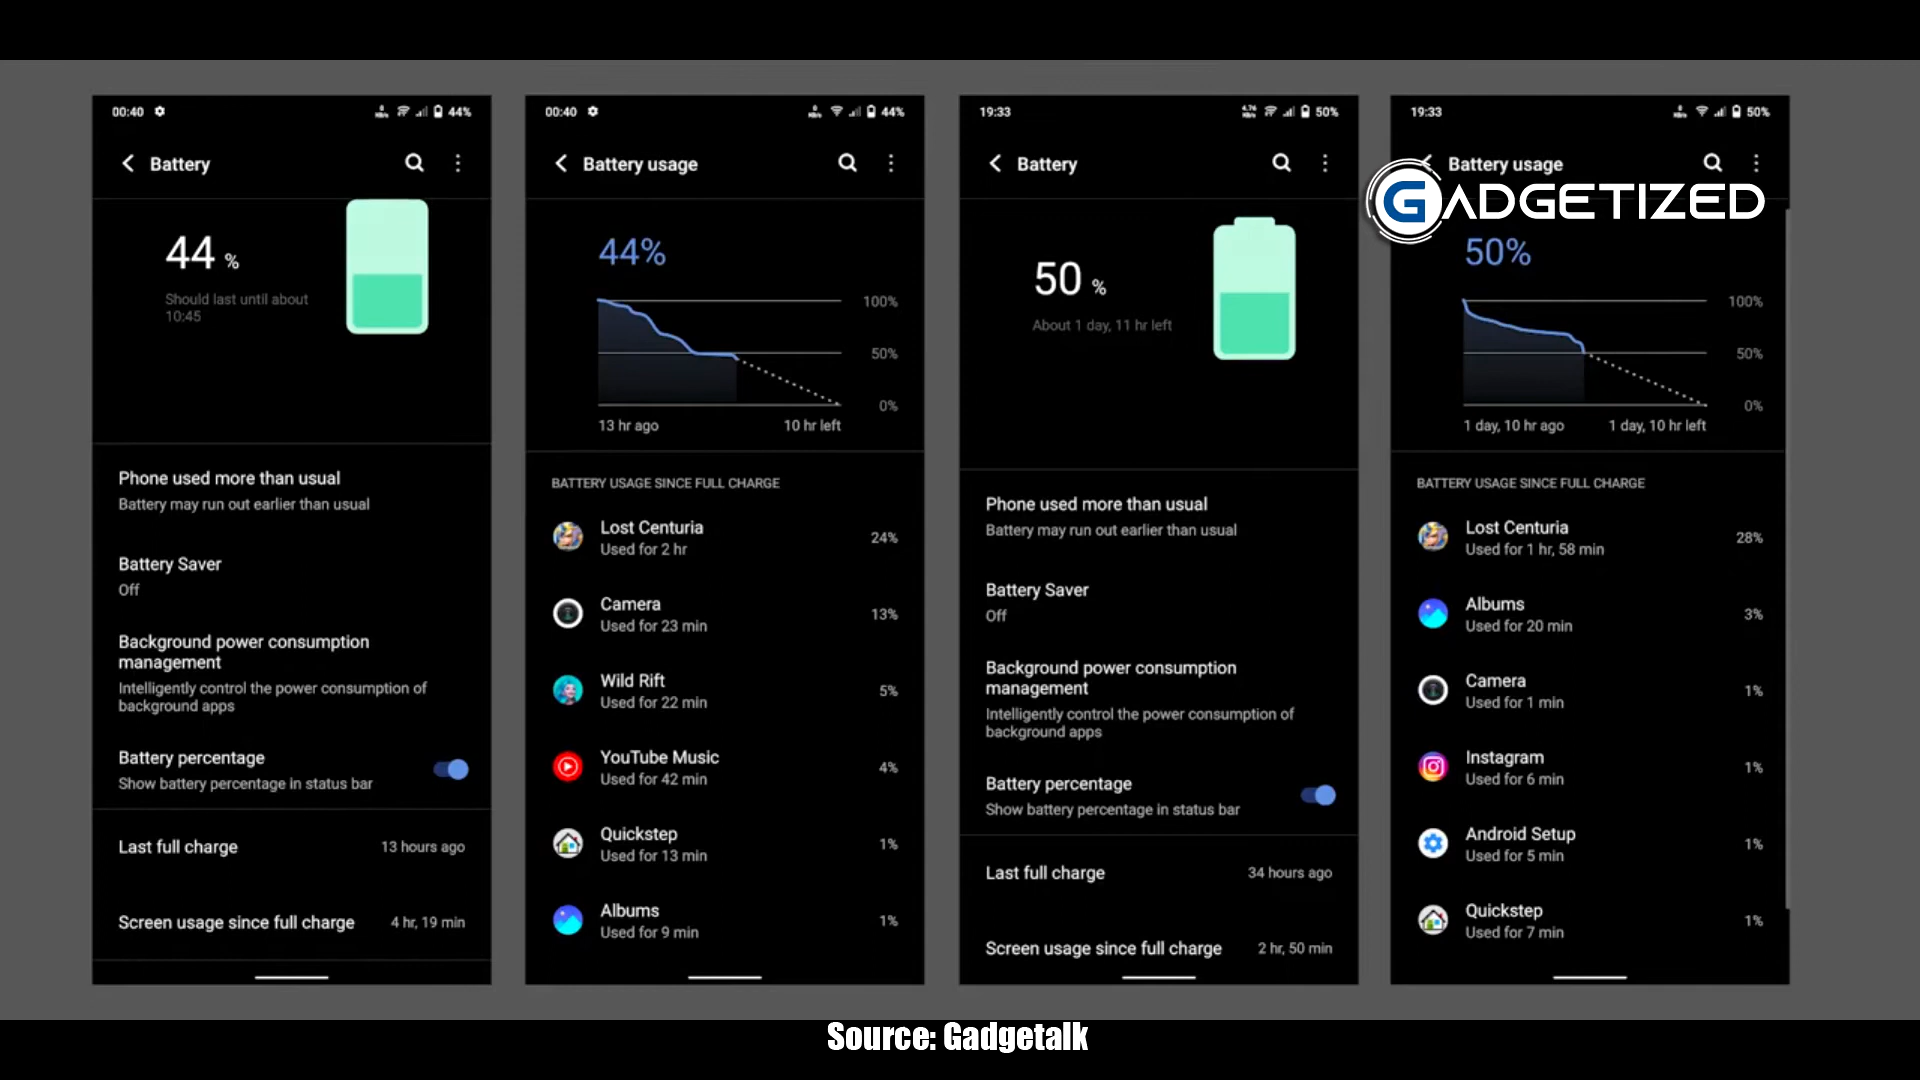 00:40
44%
Battery
44 %
Should last until about
10:45
Phone used more than usual
Battery may run out earlier than usual
Battery Saver
Off
Background power consumption
management
Intelligently control the power consumption of
background apps
Battery percentage
Show battery percentage in status bar
Last full charge 13 hours ago
Screen usage since full charge 4 hr, 19 min
00:40
44%
Battery usage
44%
100%
50%
0%
13 hr ago 10 hr left
BATTERY USAGE SINCE FULL CHARGE
Lost Centuria
Used for 2 hr
24%
Camera
Used for 23 min
13%
Wild Rift
Used for 22 min
5%
YouTube Music
Used for 42 min
4%
Quickstep
Used for 13 min
1%
Albums
Used for 9 min
1%
19:33
50%
Battery
50 %
About 1 day, 11 hr left
Phone used more than usual
Battery may run out earlier than usual
Battery Saver
Off
Background power consumption
management
Intelligently control the power consumption of
background apps
Battery percentage
Show battery percentage in status bar
Last full charge 34 hours ago
Screen usage since full charge 2 hr, 50 min
19:33
50%
Battery usage
GADGETIZED
50%
100%
50%
0%
1 day, 10 hr ago 1 day, 10 hr left
BATTERY USAGE SINCE FULL CHARGE
Lost Centuria
Used for 1 hr, 58 min
28%
Albums
Used for 20 min
3%
Camera
Used for 1 min
1%
Instagram
Used for 6 min
1%
Android Setup
Used for 5 min
1%
Quickstep
Used for 7 min
1%
Source: Gadgetalk